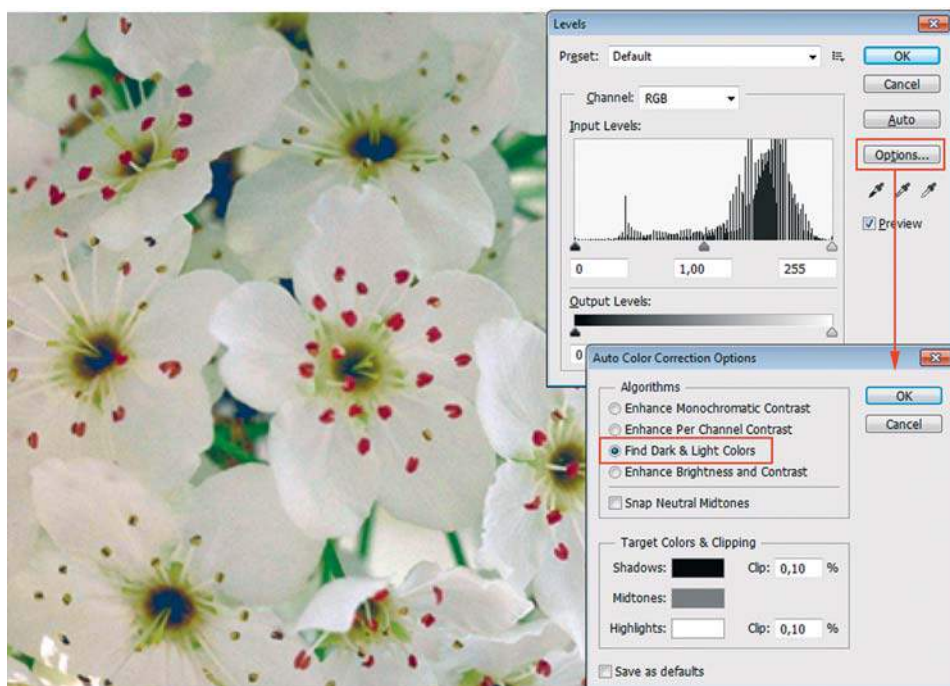 Levels
Preset: Default
OK
Cancel
Auto
Options...
Preview
Channel: RGB
Input Levels:
0 1,00 255
Output Levels:
0
Auto Color Correction Options
Algorithms
Enhance Monochromatic Contrast
Enhance Per Channel Contrast
Find Dark & Light Colors
Enhance Brightness and Contrast
Snap Neutral Midtones
OK
Cancel
Target Colors & Clipping
Shadows: Clip: 0,10 %
Midtones:
Highlights: Clip: 0,10 %
Save as defaults